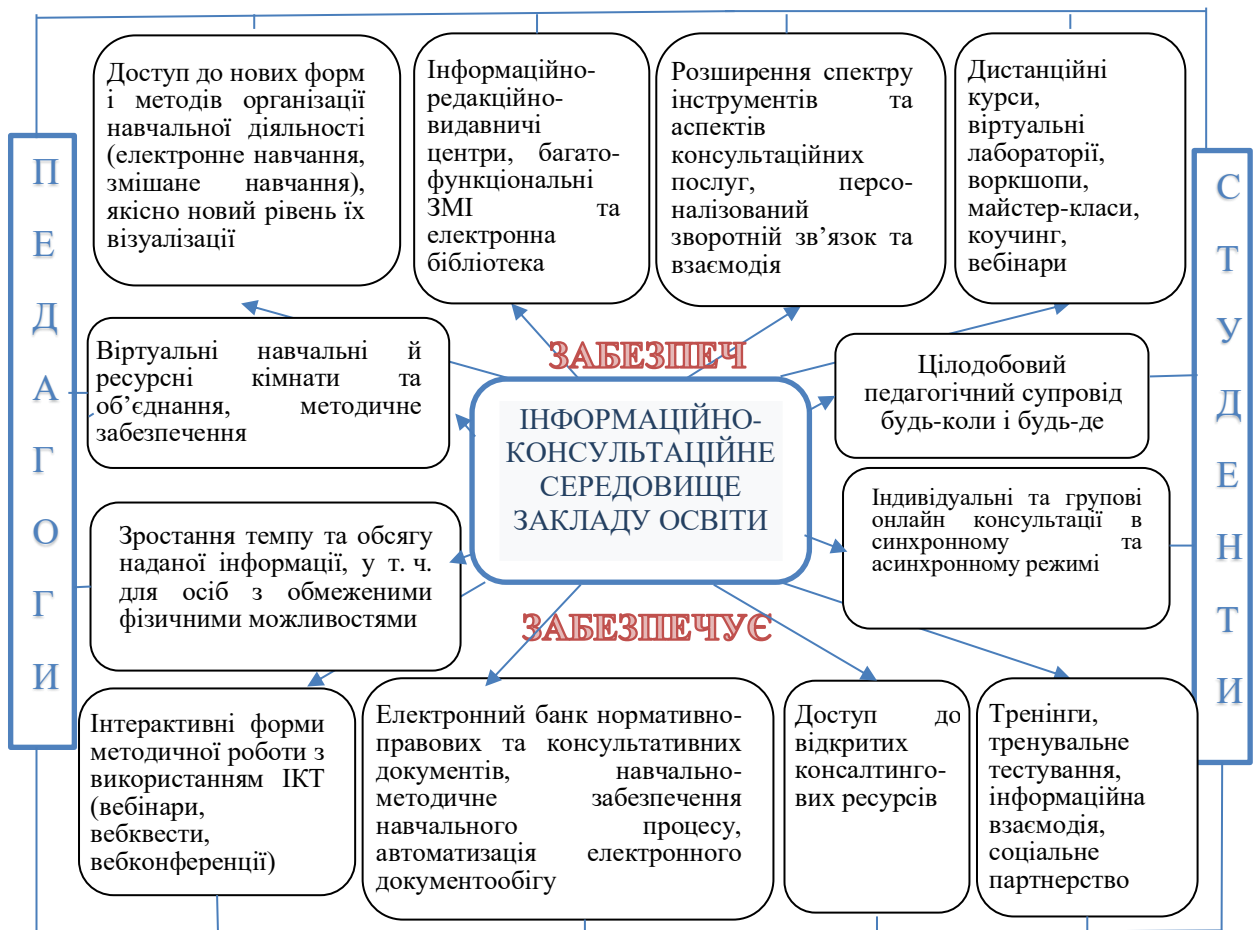 Доступ до нових форм
і методів організації
навчальної діяльності
(електронне навчання,
змішане навчання),
якісно новий рівень їх
візуалізації
Інформаційно-
редакційно-
видавничі
центри, багато-
функціональні
ЗМІ та
електронна
бібліотека
Розширення спектру
інструментів та
аспектів
консультаційних
послуг, персо-
налізований
зворотній зв’язок та
взаємодія
Дистанційні
курси,
віртуальні
лабораторії,
воркшопи,
майстер-класи,
коучинг,
вебінари
П
Е
Д
А
Г
О
Г
И
Віртуальні навчальні й
ресурсні кімнати та
об’єднання, методичне
забезпечення
ЗАБЕЗПЕЧ
ІНФОРМАЦІЙНО-
КОНСУЛЬТАЦІЙНЕ
СЕРЕДОВИЩЕ
ЗАКЛАДУ ОСВІТИ
Цілодобовий
педагогічний супровід
будь-коли і будь-де
С
Т
У
Д
Е
Н
Т
И
Зростання темпу та обсягу
наданої інформації, у т. ч.
для осіб з обмеженими
фізичними можливостями
ЗАБЕЗПЕЧУЄ
Індивідуальні та групові
онлайн консультації в
синхронному та
асинхронному режимі
Інтерактивні форми
методичної роботи з
використанням ІКТ
(вебінари,
вебквести,
вебконференції)
Електронний банк нормативно-
правових та консультативних
документів, навчально-
методичне забезпечення
навчального процесу,
автоматизація електронного
документообігу
Доступ до
відкритих
консалтинго-
вих ресурсів
Тренінги,
тренувальне
тестування,
інформаційна
взаємодія,
соціальне
партнерство